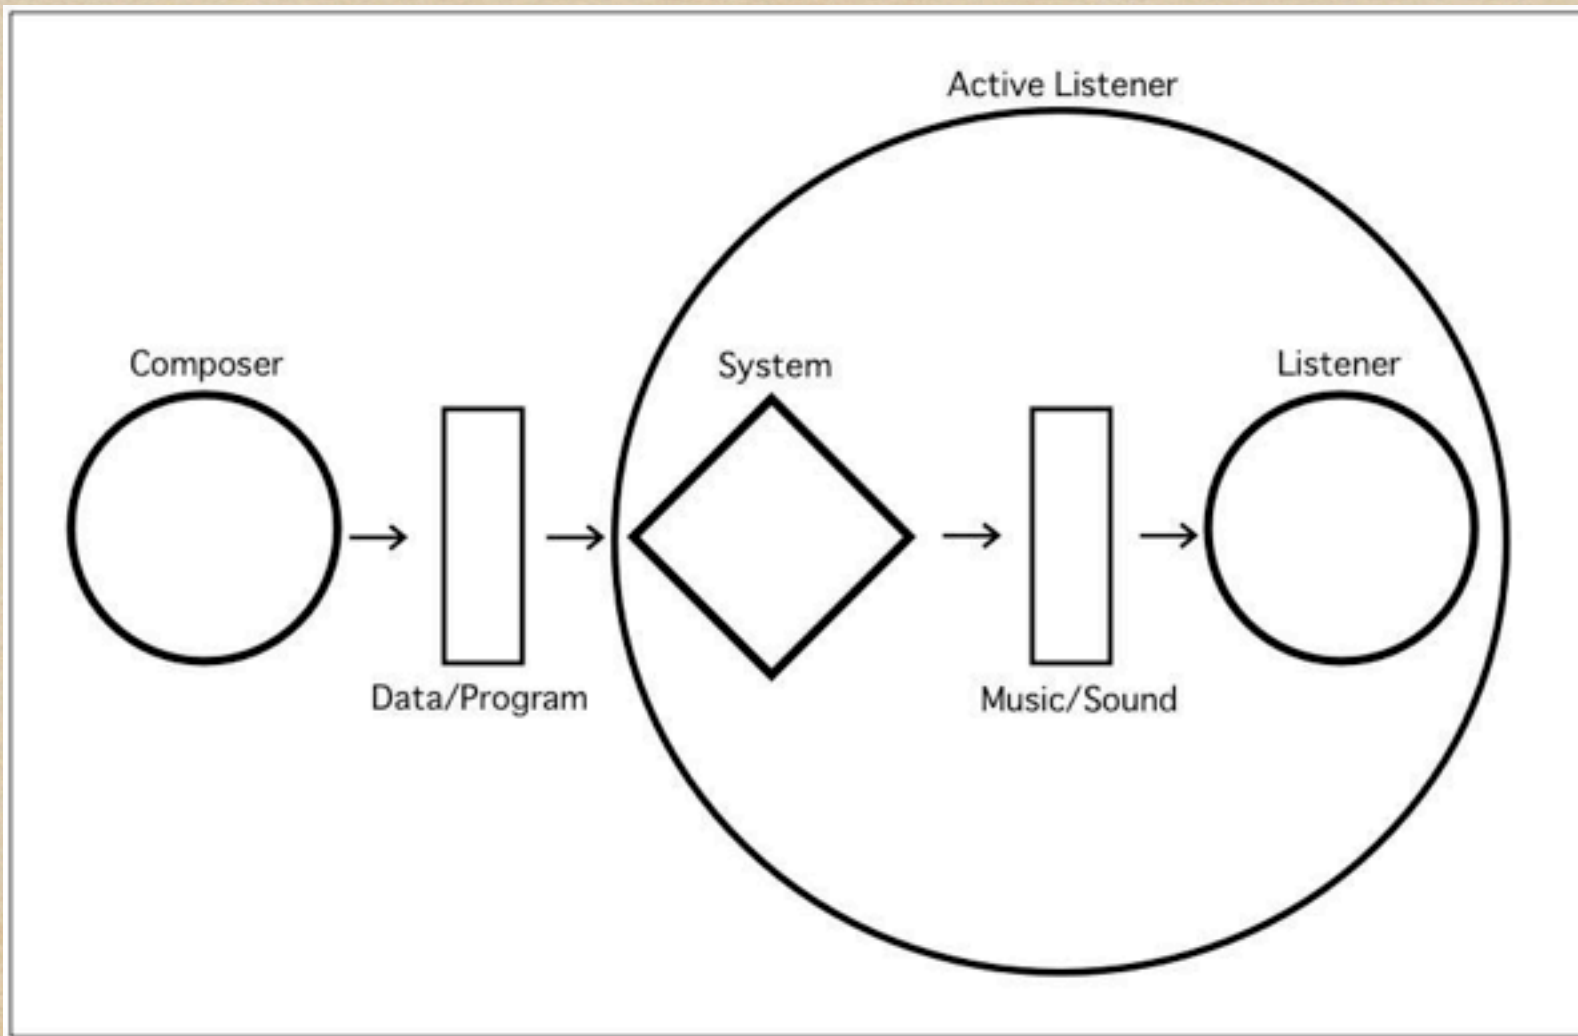 Active Listener
Composer
System
Listener
Data/Program
Music/Sound